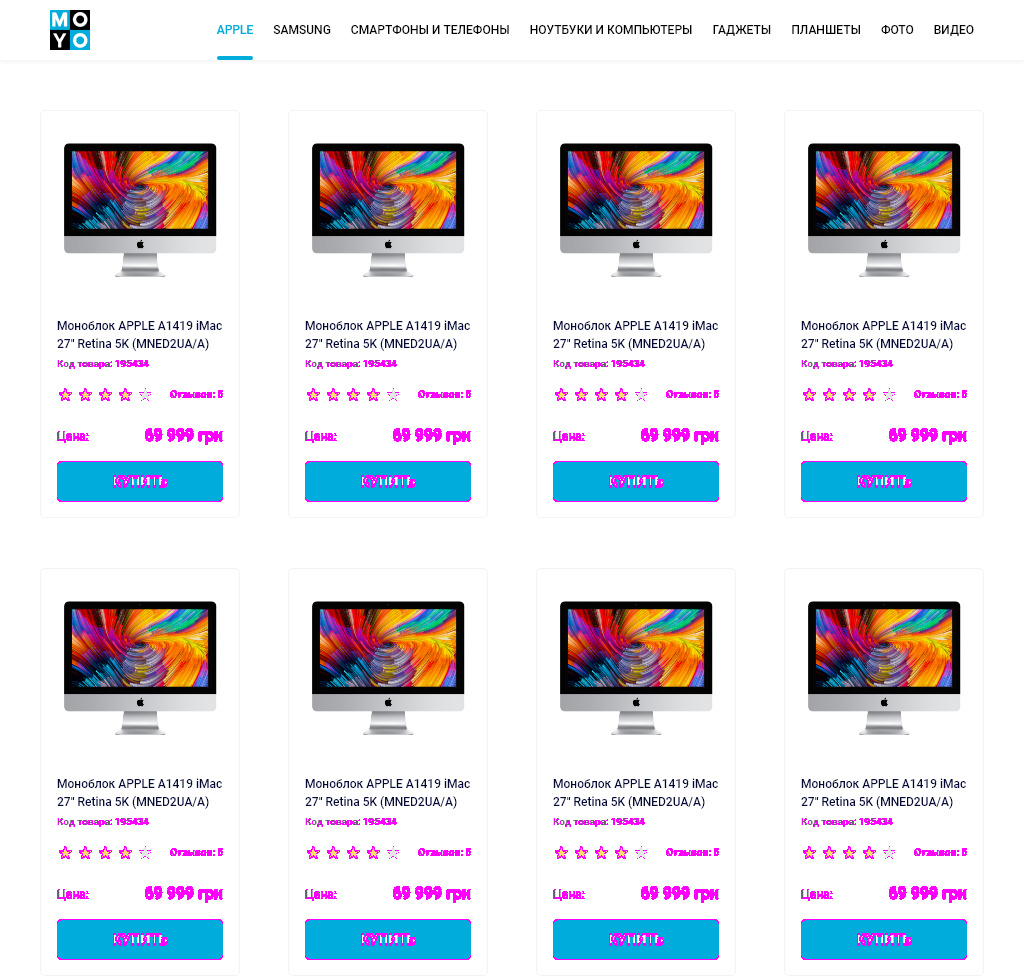 MOYO
APPLE SAMSUNG СМАРТФОНЫ И ТЕЛЕФОНЫ НОУТБУКИ И КОМПЬЮТЕРЫ ГАДЖЕТЫ ПЛАНШЕТЫ ФОТО ВИДЕО
Моноблок APPLE A1419 iMac
27" Retina 5K (MNED2UA/A)
Код товара: 195434
Отзывов: 5
Цена: 69 999 грн
КУПИТЬ
Моноблок APPLE A1419 iMac
27" Retina 5K (MNED2UA/A)
Код товара: 195434
Отзывов: 5
Цена: 69 999 грн
КУПИТЬ
Моноблок APPLE A1419 iMac
27" Retina 5K (MNED2UA/A)
Код товара: 195434
Отзывов: 5
Цена: 69 999 грн
КУПИТЬ
Моноблок APPLE A1419 iMac
27" Retina 5K (MNED2UA/A)
Код товара: 195434
Отзывов: 5
Цена: 69 999 грн
КУПИТЬ
Моноблок APPLE A1419 iMac
27" Retina 5K (MNED2UA/A)
Код товара: 195434
Отзывов: 5
Цена: 69 999 грн
КУПИТЬ
Моноблок APPLE A1419 iMac
27" Retina 5K (MNED2UA/A)
Код товара: 195434
Отзывов: 5
Цена: 69 999 грн
КУПИТЬ
Моноблок APPLE A1419 iMac
27" Retina 5K (MNED2UA/A)
Код товара: 195434
Отзывов: 5
Цена: 69 999 грн
КУПИТЬ
Моноблок APPLE A1419 iMac
27" Retina 5K (MNED2UA/A)
Код товара: 195434
Отзывов: 5
Цена: 69 999 грн
КУПИТЬ